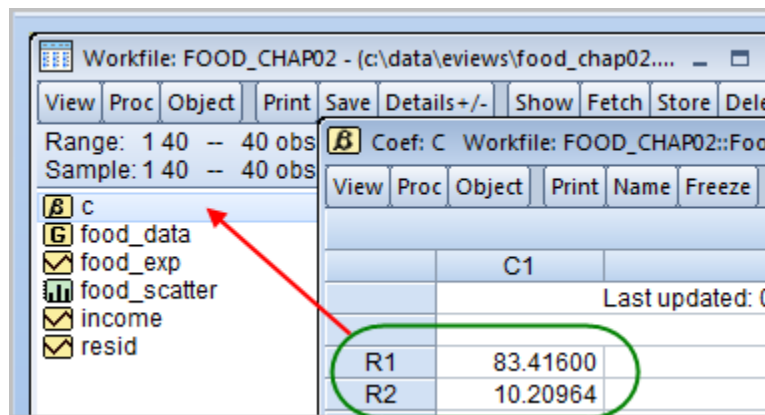 Workfile: FOOD_CHAP02 - (c:\data\eviews\food_chap02....
View Proc Object Print Save Details+/- Show Fetch Store Dele
Range: 1 40 -- 40 obs
Sample: 1 40 -- 40 obs
β c
G food_data
food_exp
food_scatter
income
resid
β Coef: C Workfile: FOOD_CHAP02::Foo
View Proc Object Print Name Freeze
C1
Last updated:
R1 83.41600
R2 10.20964